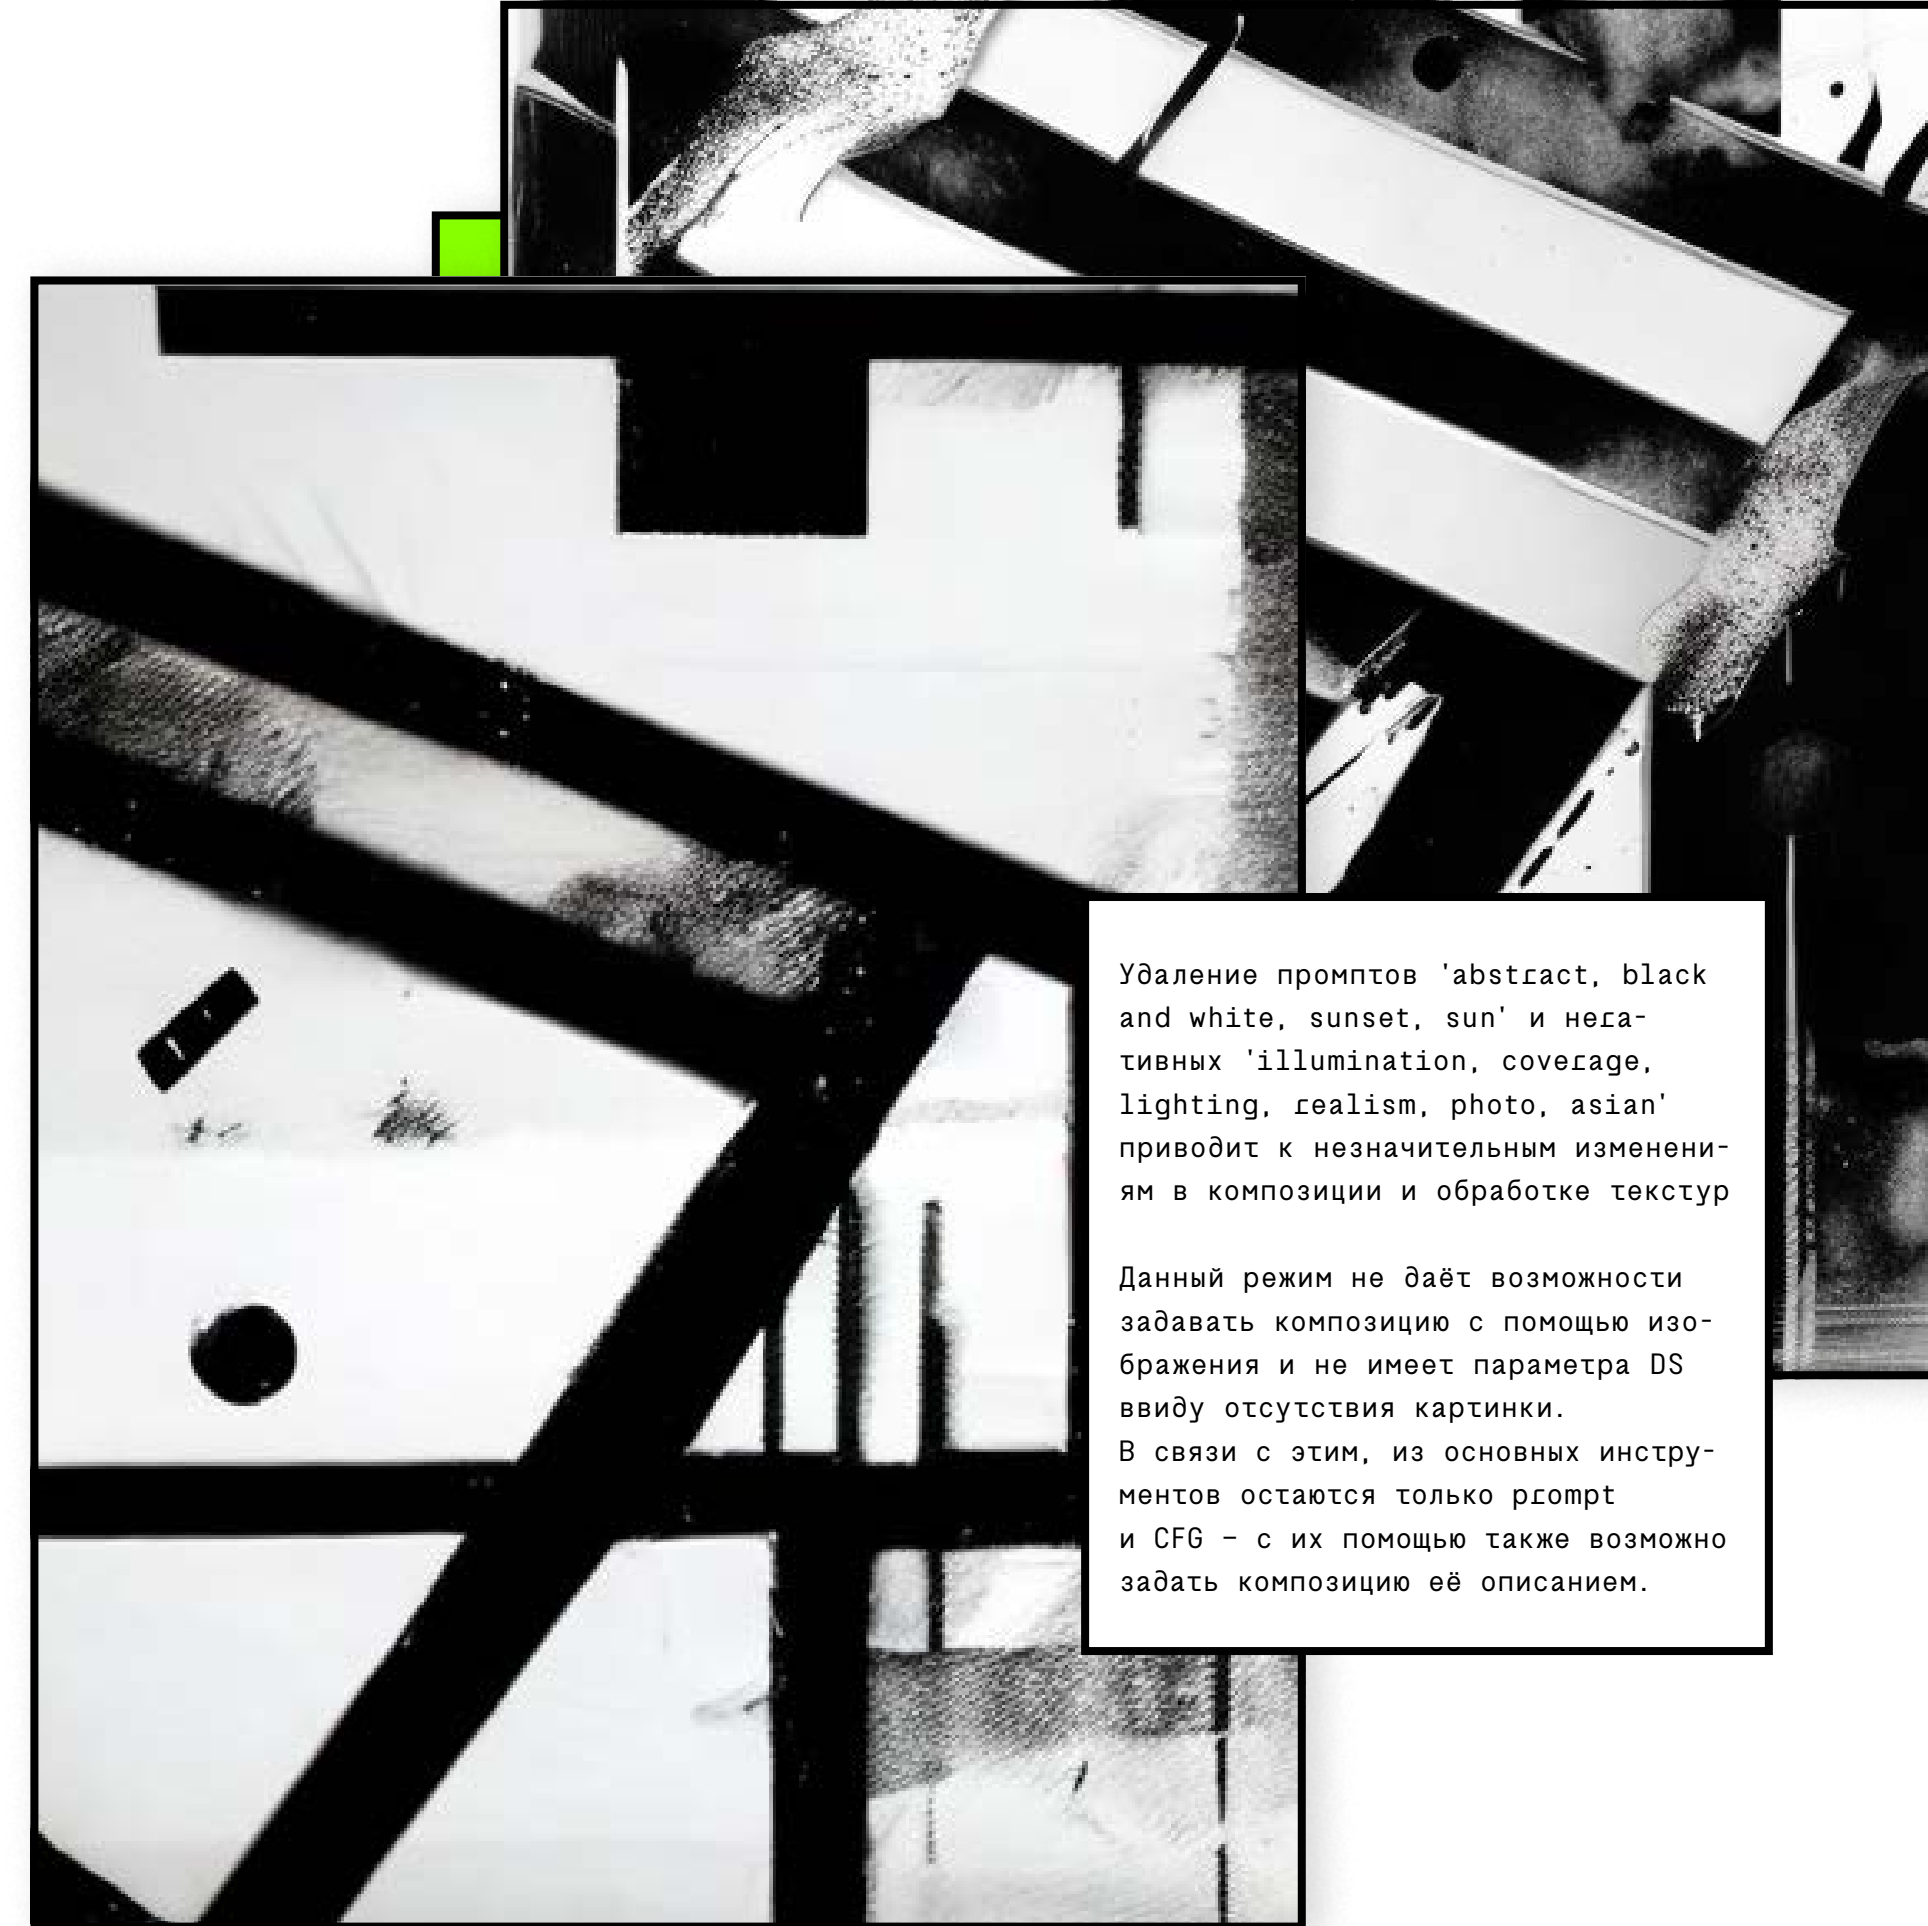 Удаление промптов 'abstract, black
and white, sunset, sun' и нега-
тивных 'illumination, coverage,
lighting, realism, photo, asian'
приводит к незначительным изменени-
ям в композиции и обработке текстур
Данный режим не даёт возможности
задавать композицию с помощью изо-
бражения и не имеет параметра DS
ввиду отсутствия картинки.
В связи с этим, из основных инстру-
ментов остаются только prompt
и CFG – с их помощью также возможно
задать композицию её описанием.